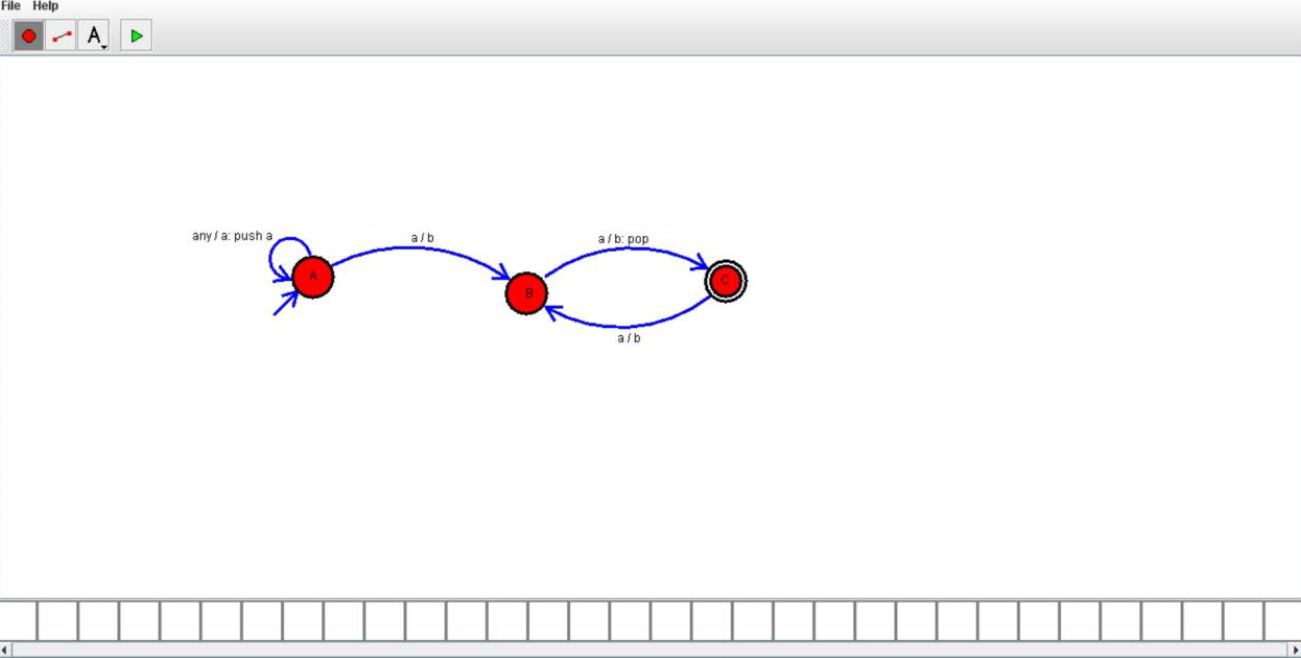 File Help
A
any / a: push a
a / b
a / b: pop
A
B
C
a / b